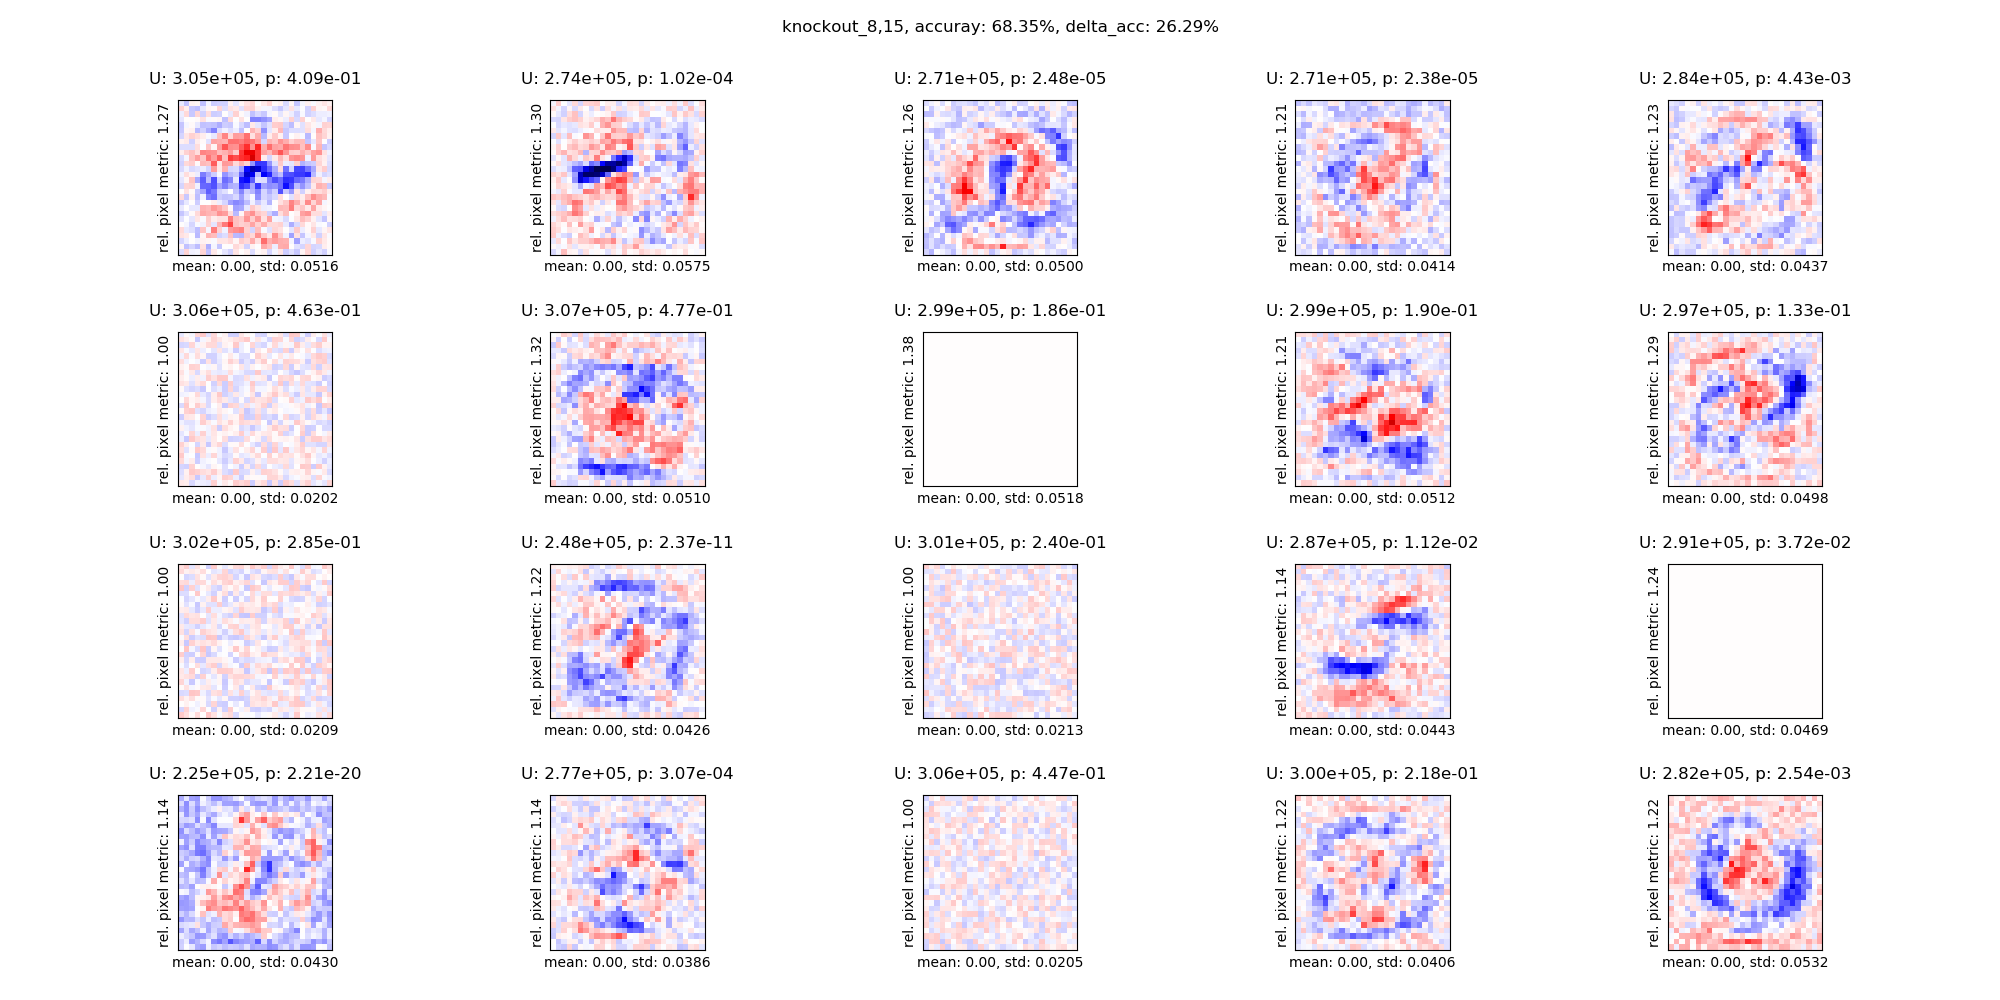 knockout_8,15, accuray: 68.35%, delta_acc: 26.29%
U: 3.05e+05, p: 4.09e-01
rel. pixel metric: 1.27
mean: 0.00, std: 0.0516
U: 2.74e+05, p: 1.02e-04
rel. pixel metric: 1.30
mean: 0.00, std: 0.0575
U: 2.71e+05, p: 2.48e-05
rel. pixel metric: 1.26
mean: 0.00, std: 0.0500
U: 2.71e+05, p: 2.38e-05
rel. pixel metric: 1.21
mean: 0.00, std: 0.0414
U: 2.84e+05, p: 4.43e-03
rel. pixel metric: 1.23
mean: 0.00, std: 0.0437
U: 3.06e+05, p: 4.63e-01
rel. pixel metric: 1.00
mean: 0.00, std: 0.0202
U: 3.07e+05, p: 4.77e-01
rel. pixel metric: 1.32
mean: 0.00, std: 0.0510
U: 2.99e+05, p: 1.86e-01
rel. pixel metric: 1.38
mean: 0.00, std: 0.0518
U: 2.99e+05, p: 1.90e-01
rel. pixel metric: 1.21
mean: 0.00, std: 0.0512
U: 2.97e+05, p: 1.33e-01
rel. pixel metric: 1.29
mean: 0.00, std: 0.0498
U: 3.02e+05, p: 2.85e-01
rel. pixel metric: 1.00
mean: 0.00, std: 0.0209
U: 2.48e+05, p: 2.37e-11
rel. pixel metric: 1.22
mean: 0.00, std: 0.0426
U: 3.01e+05, p: 2.40e-01
rel. pixel metric: 1.00
mean: 0.00, std: 0.0213
U: 2.87e+05, p: 1.12e-02
rel. pixel metric: 1.14
mean: 0.00, std: 0.0443
U: 2.91e+05, p: 3.72e-02
rel. pixel metric: 1.24
mean: 0.00, std: 0.0469
U: 2.25e+05, p: 2.21e-20
rel. pixel metric: 1.14
mean: 0.00, std: 0.0430
U: 2.77e+05, p: 3.07e-04
rel. pixel metric: 1.14
mean: 0.00, std: 0.0386
U: 3.06e+05, p: 4.47e-01
rel. pixel metric: 1.00
mean: 0.00, std: 0.0205
U: 3.00e+05, p: 2.18e-01
rel. pixel metric: 1.22
mean: 0.00, std: 0.0406
U: 2.82e+05, p: 2.54e-03
rel. pixel metric: 1.22
mean: 0.00, std: 0.0532